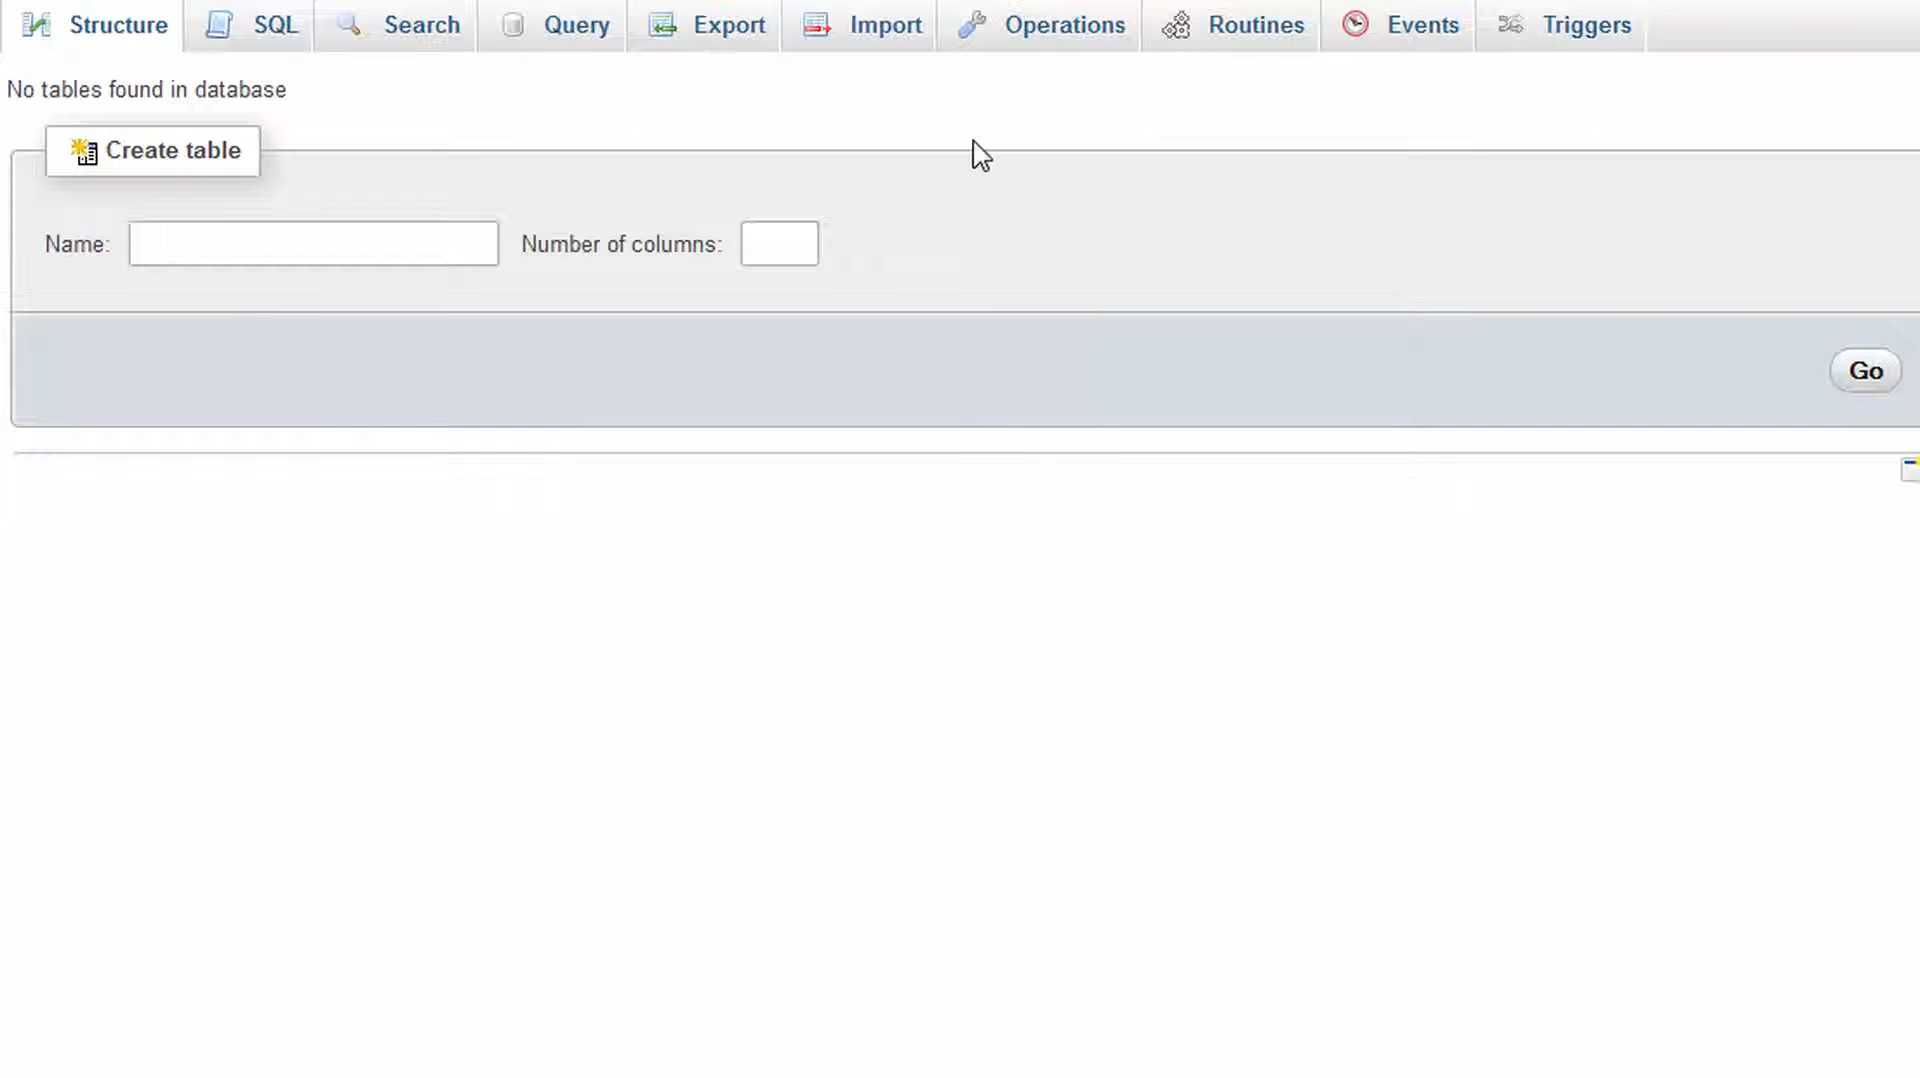 Structure SQL Search Query Export Import Operations Routines Events Triggers
No tables found in database
Create table
Name: Number of columns:
Go